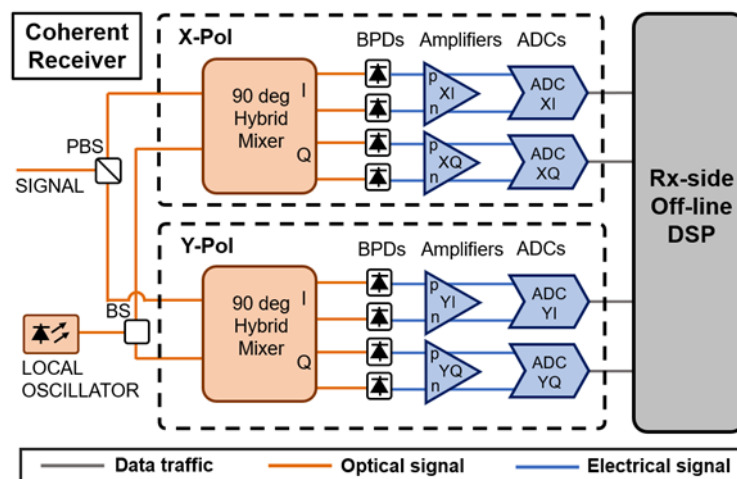 Coherent
Receiver
X-Pol
BPDs Amplifiers ADCs
90 deg
Hybrid
Mixer
I
Q
p
XI
n
ADC
XI
p
XQ
n
ADC
XQ
PBS
SIGNAL
Y-Pol
BPDs Amplifiers ADCs
90 deg
Hybrid
Mixer
I
Q
p
YI
n
ADC
YI
p
YQ
n
ADC
YQ
BS
LOCAL
OSCILLATOR
Rx-side
Off-line
DSP
Data traffic Optical signal Electrical signal